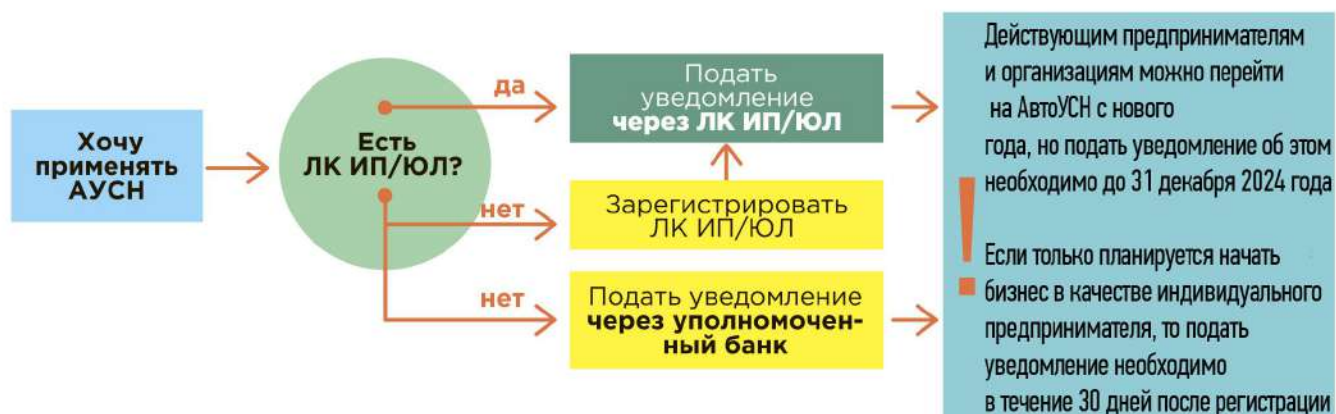 Хочу
применять
АУСН
Есть
ЛК ИП/ЮЛ?
да
нет
нет
Подать
уведомление
через ЛК ИП/ЮЛ
Зарегистрировать
ЛК ИП/ЮЛ
Подать уведомление
через уполномочен-
ный банк
!
Действующим предпринимателям
и организациям можно перейти
на АвтоУСН с нового
года, но подать уведомление об этом
необходимо до 31 декабря 2024 года
Если только планируется начать
бизнес в качестве индивидуального
предпринимателя, то подать
уведомление необходимо
в течение 30 дней после регистрации